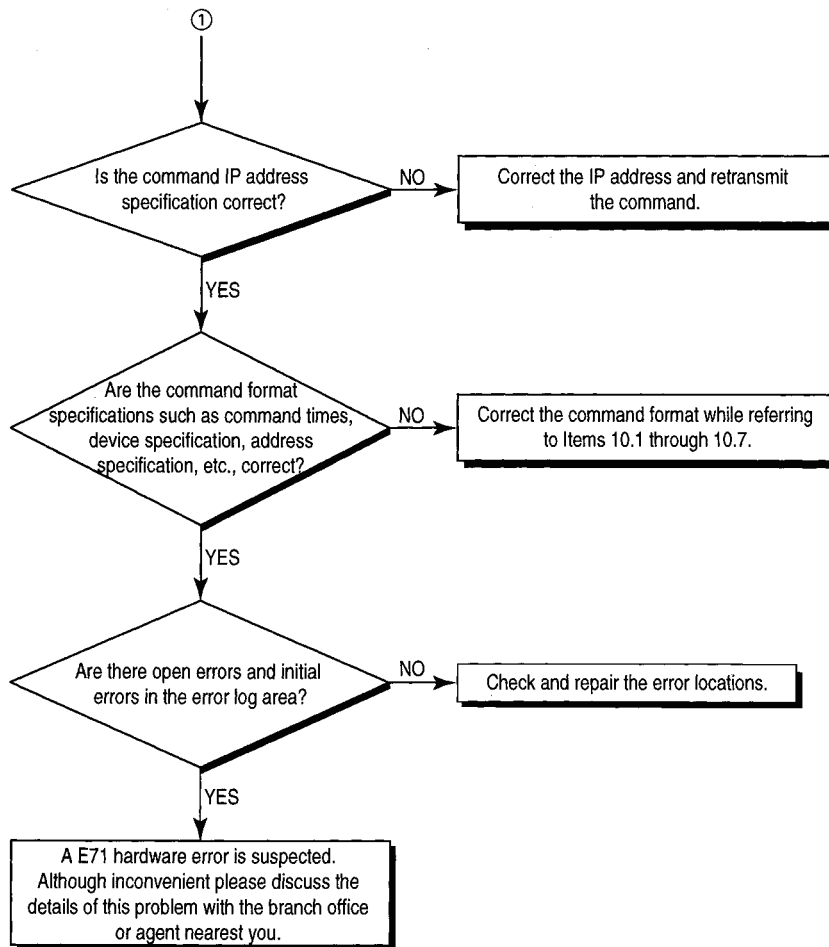 ①
Is the command IP address
specification correct?
NO
Correct the IP address and retransmit
the command.
YES
Are the command format
specifications such as command times,
device specification, address
specification, etc., correct?
NO
Correct the command format while referring
to Items 10.1 through 10.7.
YES
Are there open errors and initial
errors in the error log area?
NO
Check and repair the error locations.
YES
A E71 hardware error is suspected.
Although inconvenient please discuss the
details of this problem with the branch office
or agent nearest you.